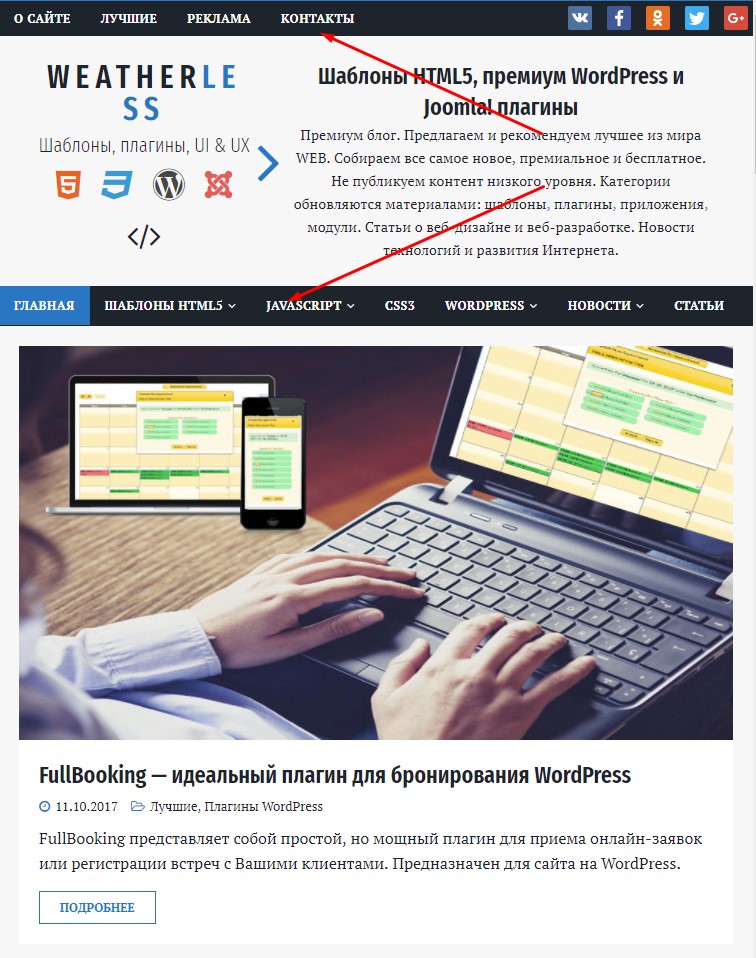 О САЙТЕ ЛУЧШИЕ РЕКЛАМА КОНТАКТЫ
WEATHERLE
SS
Шаблоны, плагины, UI & UX
Шаблоны HTML5, премиум WordPress и
Joomla! плагины
Премиум блог. Предлагаем и рекомендуем лучшее из мира
WEB. Собираем все самое новое, премиальное и бесплатное.
Не публикуем контент низкого уровня. Категории
обновляются материалами: шаблоны, плагины, приложения,
модули. Статьи о веб-дизайне и веб-разработке. Новости
технологий и развития Интернета.
ГЛАВНАЯ ШАБЛОНЫ HTML5 JAVASCRIPT CSS3 WORDPRESS НОВОСТИ СТАТЬИ
FullBooking — идеальный плагин для бронирования WordPress
11.10.2017 Лучшие, Плагины WordPress
FullBooking представляет собой простой, но мощный плагин для приема онлайн-заявок
или регистрации встреч с Вашими клиентами. Предназначен для сайта на WordPress.
ПОДРОБНЕЕ